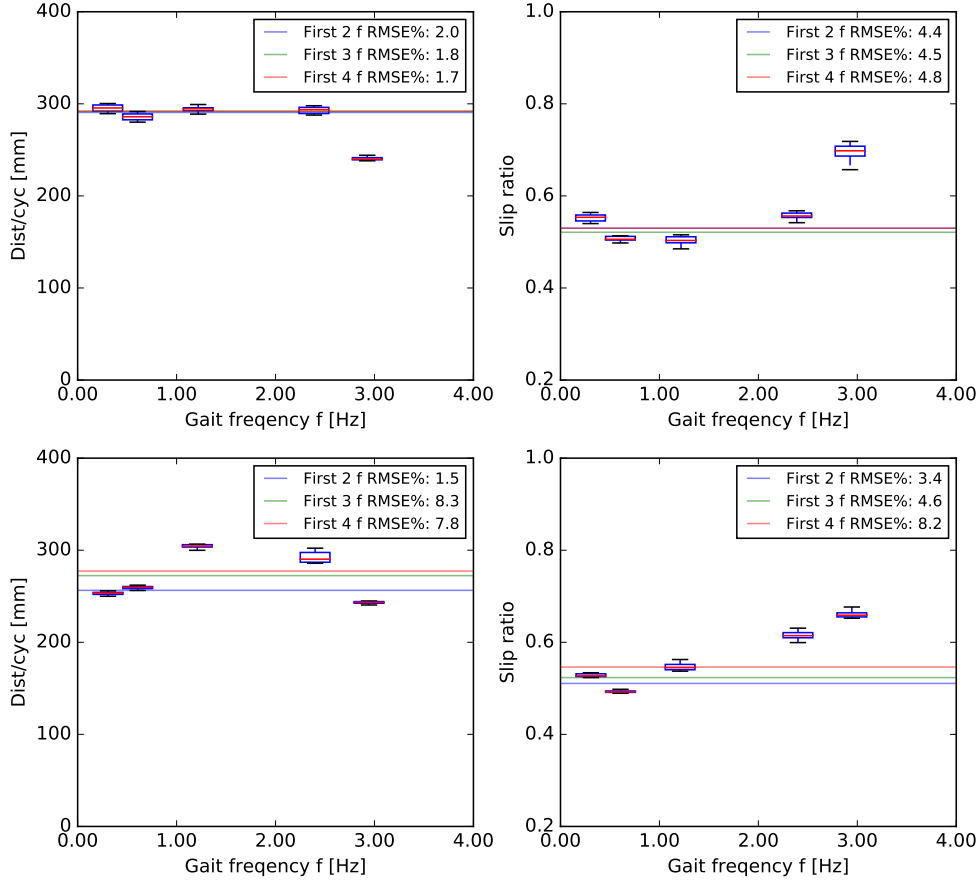 400
300
200
100
0
Dist/cyc [mm]
0.00 1.00 2.00 3.00 4.00
Gait freqency f [Hz]
First 2 f RMSE%: 2.0
First 3 f RMSE%: 1.8
First 4 f RMSE%: 1.7
1.0
0.8
0.6
0.4
0.2
Slip ratio
0.00 1.00 2.00 3.00 4.00
Gait freqency f [Hz]
First 2 f RMSE%: 4.4
First 3 f RMSE%: 4.5
First 4 f RMSE%: 4.8
400
300
200
100
0
Dist/cyc [mm]
0.00 1.00 2.00 3.00 4.00
Gait freqency f [Hz]
First 2 f RMSE%: 1.5
First 3 f RMSE%: 8.3
First 4 f RMSE%: 7.8
1.0
0.8
0.6
0.4
0.2
Slip ratio
0.00 1.00 2.00 3.00 4.00
Gait freqency f [Hz]
First 2 f RMSE%: 3.4
First 3 f RMSE%: 4.6
First 4 f RMSE%: 8.2